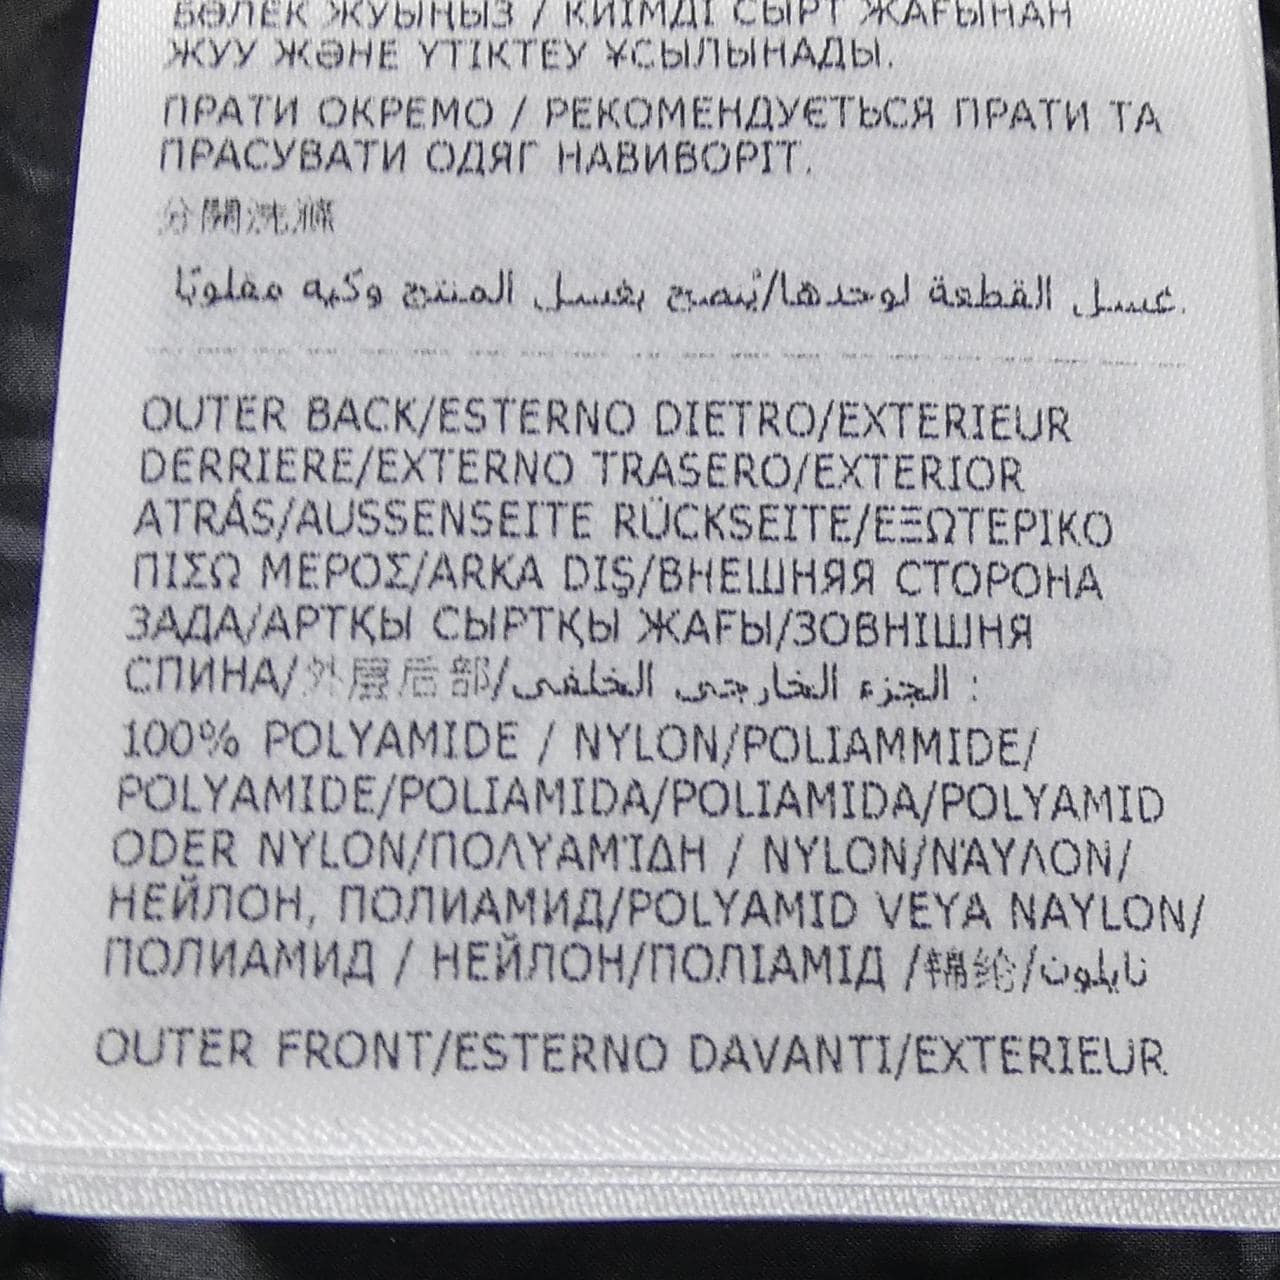 БӨЛЕК ЖУЫҢЫЗ / КИІМДІ СЫРТ ЖАҒЫНАН
ЖУУ ЖӘНЕ ҮТІКТЕУ ҰСЫЛЫНАДЫ.
ПРАТИ ОКРЕМО / РЕКОМЕНДУЄТЬСЯ ПРАТИ ТА
ПРАСУВАТИ ОДЯГ НАВИВОРІТ.
分開洗滌
غسل القطعة لوحدها/يُنصح بغسل المنتج وكيه مقلوبًا.
OUTER BACK/ESTERNO DIETRO/EXTERIEUR
DERRIERE/EXTERNO TRASERO/EXTERIOR
ATRÁS/AUSSENSEITE RÜCKSEITE/ΕΞΩΤΕΡΙΚΟ
ΠΙΣΩ ΜΕΡΟΣ/ARKA DIŞ/ВНЕШНЯЯ СТОРОНА
ЗАДА/АРТҚЫ СЫРТҚЫ ЖАҒЫ/ЗОВНІШНЯ
СПИНА/外层后部/الجزء الخارجي الخلفي :
100% POLYAMIDE / NYLON/POLIAMMIDE/
POLYAMIDE/POLIAMIDA/POLIAMIDA/POLYAMID
ODER NYLON/ΠΟΛΥΑΜΊΔΗ / NYLON/ΝΆΥΛΟΝ/
НЕЙЛОН, ПОЛИАМИД/POLYAMID VEYA NAYLON/
ПОЛИАМИД / НЕЙЛОН/ПОЛІАМІД /锦纶/نايلون
OUTER FRONT/ESTERNO DAVANTI/EXTERIEUR